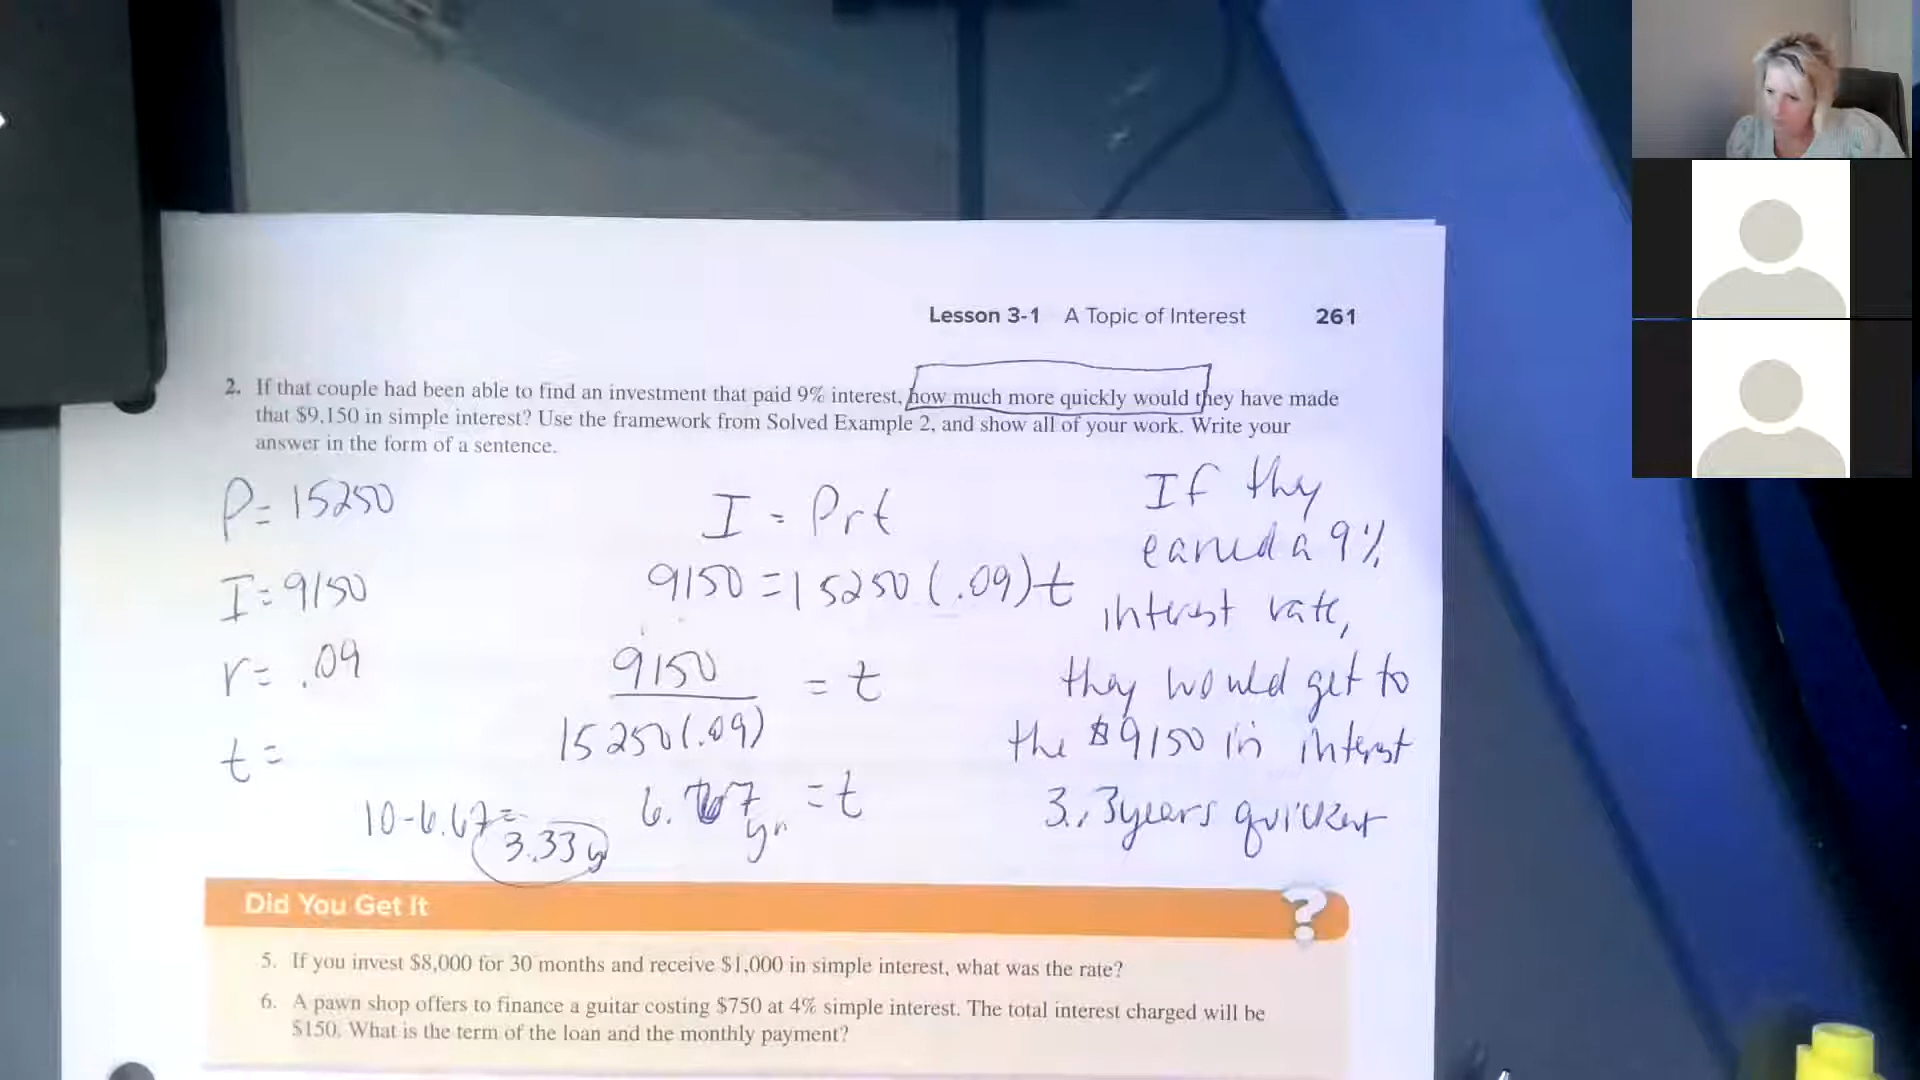 Lesson 3-1 A Topic of Interest 261
2. If that couple had been able to find an investment that paid 9% interest, how much more quickly would they have made
that $9,150 in simple interest? Use the framework from Solved Example 2, and show all of your work. Write your
answer in the form of a sentence.
P = 15250
I = 9150
r = .09
t =
10-6.67=
3.33 y
I = Prt
9150 = 15250 (.09) t
9150
15250(.09)
= t
6.67 = t
yr
If thy
earned a 9%
interest rate,
they would get to
the $9150 in interest
3.3 years quicker
Did You Get It
?
5. If you invest $8,000 for 30 months and receive $1,000 in simple interest, what was the rate?
6. A pawn shop offers to finance a guitar costing $750 at 4% simple interest. The total interest charged will be
$150. What is the term of the loan and the monthly payment?